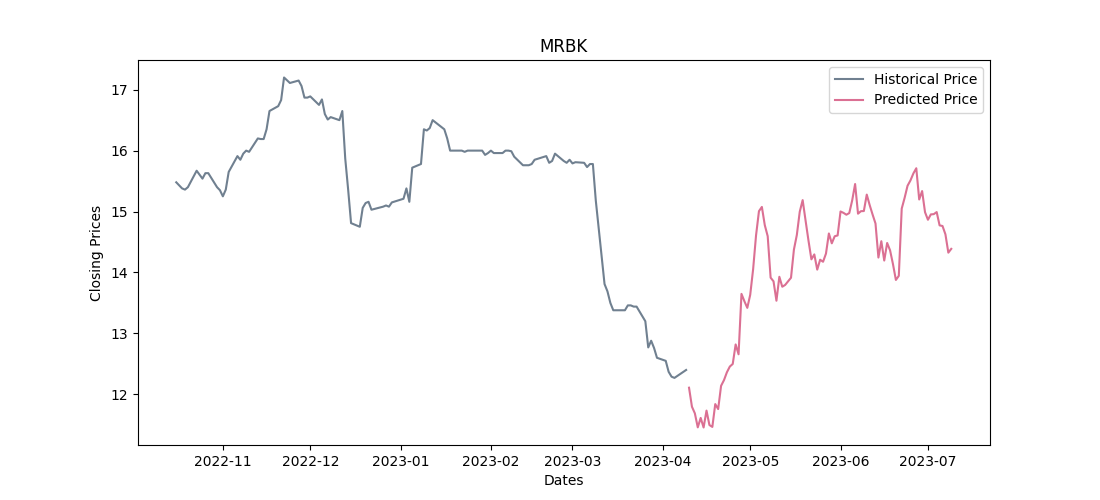 MRBK
Historical Price
Predicted Price
Closing Prices
17
16
15
14
13
12
2022-11 2022-12 2023-01 2023-02 2023-03 2023-04 2023-05 2023-06 2023-07
Dates